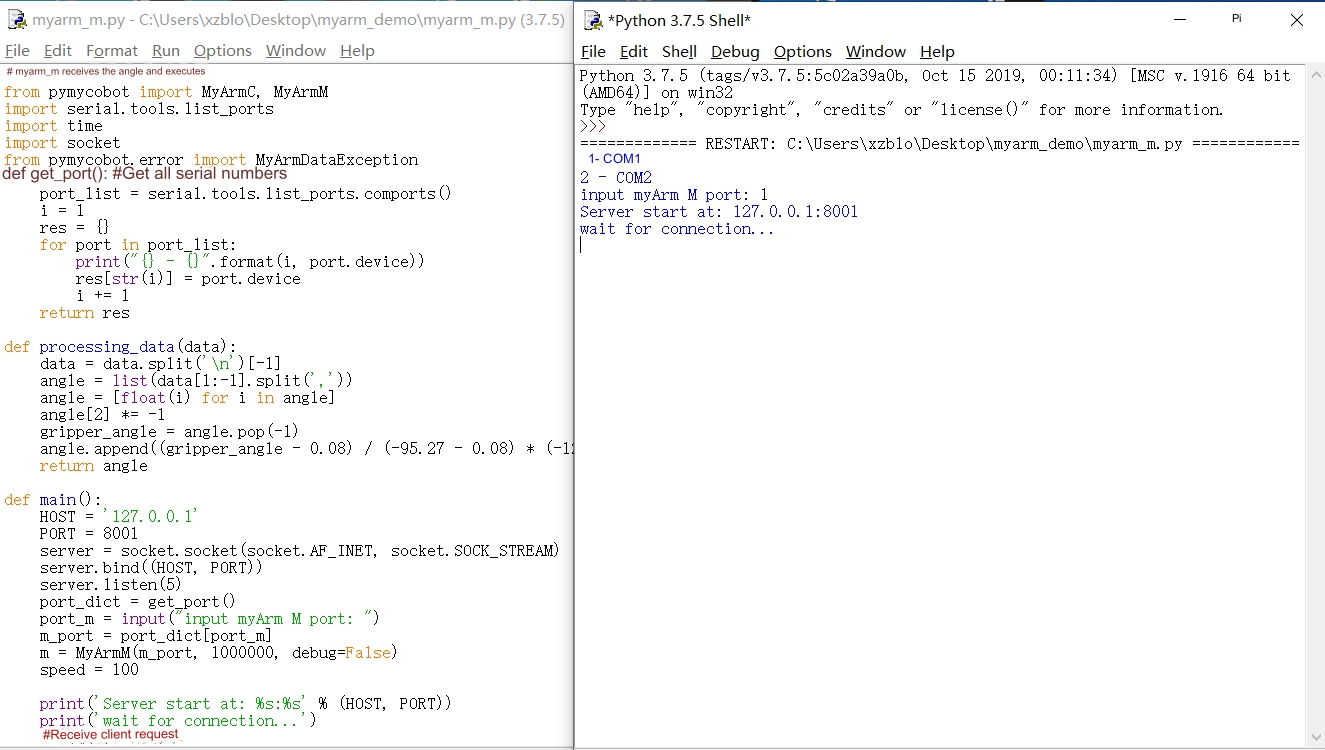 myarm_m.py - C:\Users\xzblo\Desktop\myarm_demo\myarm_m.py (3.7.5)
File Edit Format Run Options Window Help
# myarm_m receives the angle and executes
from pymycobot import MyArmC, MyArmM
import serial.tools.list_ports
import time
import socket
from pymycobot.error import MyArmDataException
def get_port(): #Get all serial numbers
    port_list = serial.tools.list_ports.comports()
    i = 1
    res = {}
    for port in port_list:
        print("{} - {}".format(i, port.device))
        res[str(i)] = port.device
        i += 1
    return res
def processing_data(data):
    data = data.split('\n')[-1]
    angle = list(data[1:-1].split(','))
    angle = [float(i) for i in angle]
    angle[2] *= -1
    gripper_angle = angle.pop(-1)
    angle.append((gripper_angle - 0.08) / (-95.27 - 0.08) * (-12
    return angle
def main():
    HOST = '127.0.0.1'
    PORT = 8001
    server = socket.socket(socket.AF_INET, socket.SOCK_STREAM)
    server.bind((HOST, PORT))
    server.listen(5)
    port_dict = get_port()
    port_m = input("input myArm M port: ")
    m_port = port_dict[port_m]
    m = MyArmM(m_port, 1000000, debug=False)
    speed = 100
    print('Server start at: %s:%s' % (HOST, PORT))
    print('wait for connection...')
    #Receive client request
*Python 3.7.5 Shell*
Pi
File Edit Shell Debug Options Window Help
Python 3.7.5 (tags/v3.7.5:5c02a39a0b, Oct 15 2019, 00:11:34) [MSC v.1916 64 bit
(AMD64)] on win32
Type "help", "copyright", "credits" or "license()" for more information.
>>>
============= RESTART: C:\Users\xzblo\Desktop\myarm_demo\myarm_m.py ============
1- COM1
2 - COM2
input myArm M port: 1
Server start at: 127.0.0.1:8001
wait for connection...